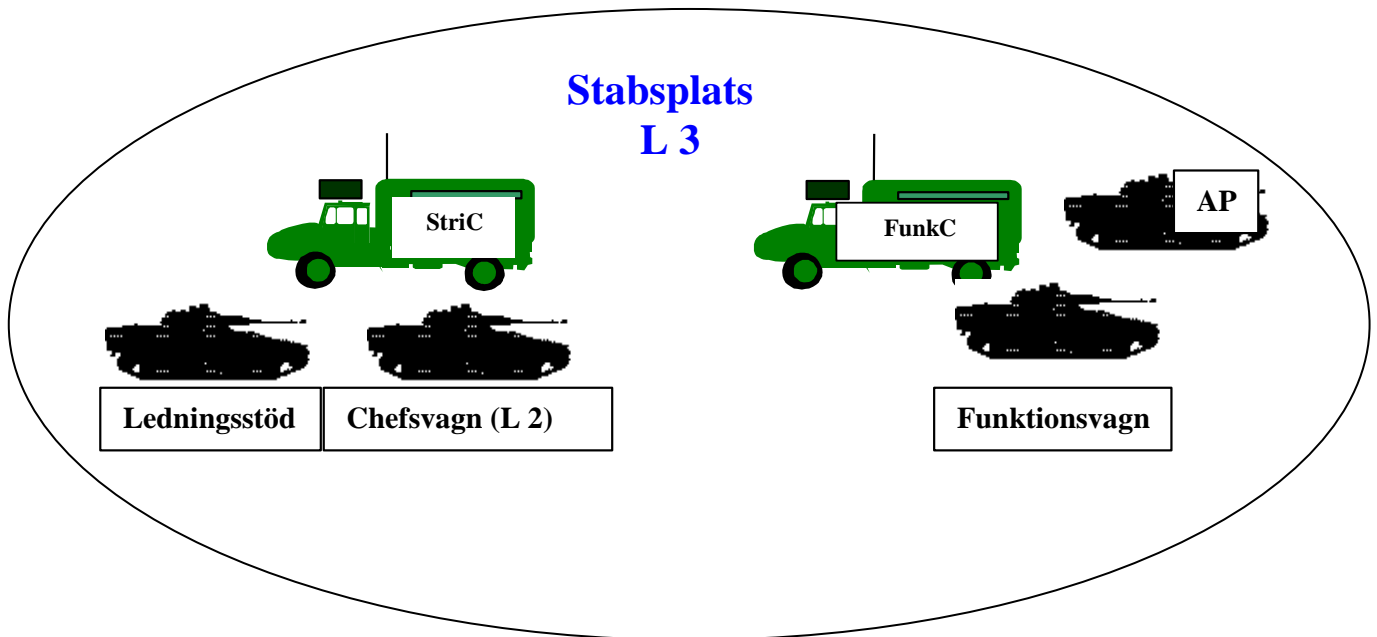 Stabsplats
L 3
StriC
FunkC
AP
Ledningsstöd
Chefsvagn (L 2)
Funktionsvagn